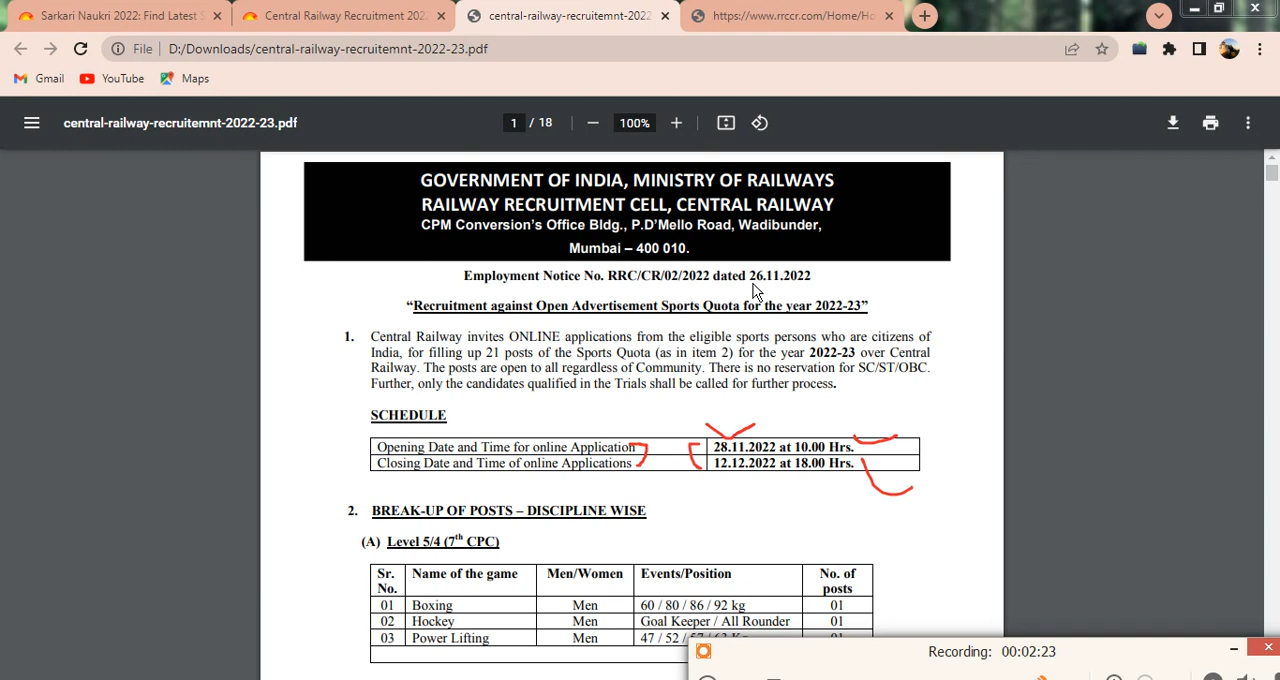 Sarkari Naukri 2022: Find Latest S
Central Railway Recruitment 202
central-railway-recruitemnt-2022
https://www.rrccr.com/Home/Ho
File D:/Downloads/central-railway-recruitemnt-2022-23.pdf
Gmail YouTube Maps
central-railway-recruitemnt-2022-23.pdf 1 / 18 100%
GOVERNMENT OF INDIA, MINISTRY OF RAILWAYS
RAILWAY RECRUITMENT CELL, CENTRAL RAILWAY
CPM Conversion's Office Bldg., P.D'Mello Road, Wadibunder,
Mumbai – 400 010.
Employment Notice No. RRC/CR/02/2022 dated 26.11.2022
“Recruitment against Open Advertisement Sports Quota for the year 2022-23”
1. Central Railway invites ONLINE applications from the eligible sports persons who are citizens of
India, for filling up 21 posts of the Sports Quota (as in item 2) for the year 2022-23 over Central
Railway. The posts are open to all regardless of Community. There is no reservation for SC/ST/OBC.
Further, only the candidates qualified in the Trials shall be called for further process.
SCHEDULE
Opening Date and Time for online Application 28.11.2022 at 10.00 Hrs.
Closing Date and Time of online Applications 12.12.2022 at 18.00 Hrs.
2. BREAK-UP OF POSTS – DISCIPLINE WISE
(A) Level 5/4 (7th CPC)
Sr. No. Name of the game Men/Women Events/Position No. of posts
01 Boxing Men 60 / 80 / 86 / 92 kg 01
02 Hockey Men Goal Keeper / All Rounder 01
03 Power Lifting Men 47 / 52 /
Recording: 00:02:23